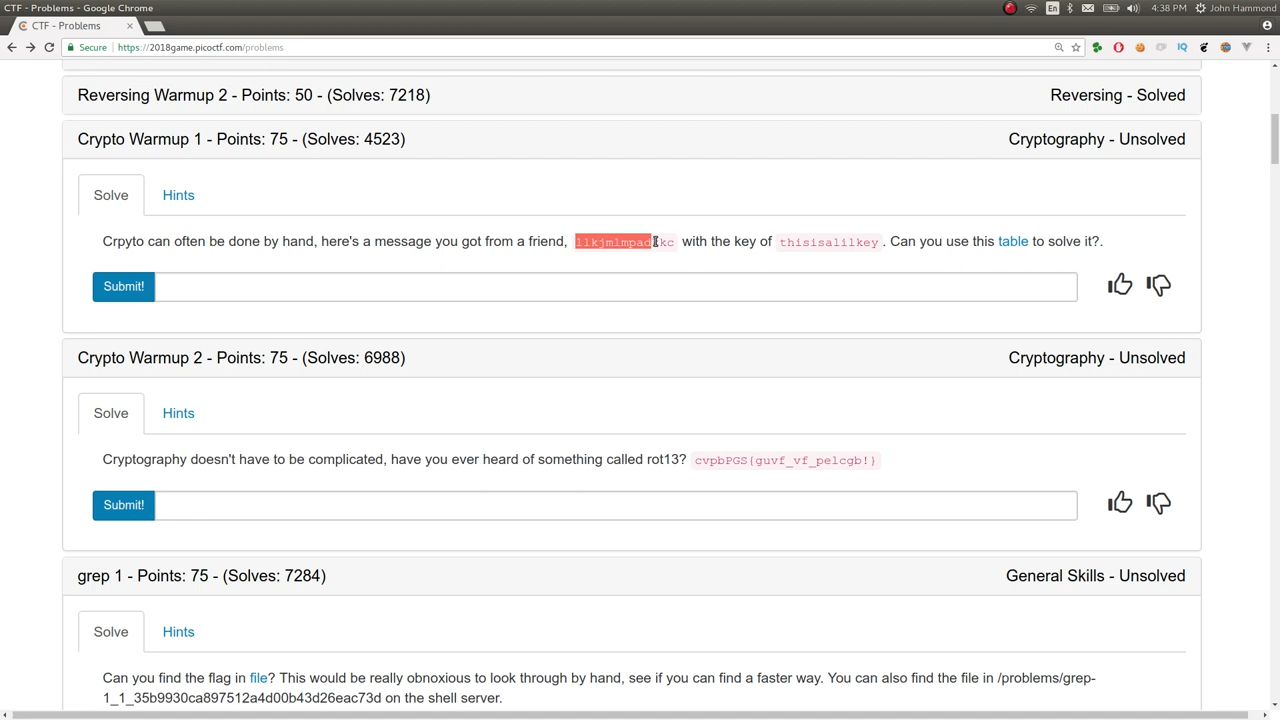 CTF - Problems - Google Chrome
En
4:38 PM
John Hammond
CTF - Problems
Secure
https://2018game.picoctf.com/problems
Reversing Warmup 2 - Points: 50 - (Solves: 7218)
Reversing - Solved
Crypto Warmup 1 - Points: 75 - (Solves: 4523)
Cryptography - Unsolved
Solve
Hints
Crpyto can often be done by hand, here's a message you got from a friend, llkjmlmpad kc with the key of thisisalilkey. Can you use this table to solve it?.
Submit!
Crypto Warmup 2 - Points: 75 - (Solves: 6988)
Cryptography - Unsolved
Solve
Hints
Cryptography doesn't have to be complicated, have you ever heard of something called rot13? cvpbPGS{guvf_vf_pelcgb!}
Submit!
grep 1 - Points: 75 - (Solves: 7284)
General Skills - Unsolved
Solve
Hints
Can you find the flag in file? This would be really obnoxious to look through by hand, see if you can find a faster way. You can also find the file in /problems/grep-
1_1_35b9930ca897512a4d00b43d26eac73d on the shell server.